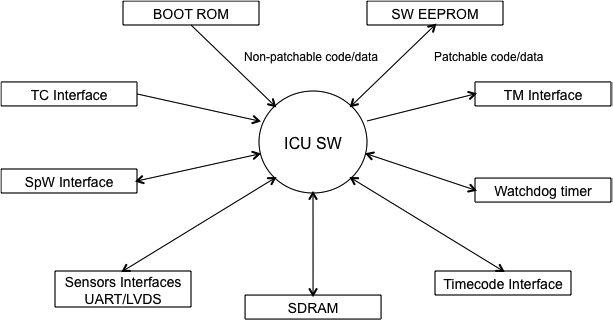 BOOT ROM
SW EEPROM
Non-patchable code/data
Patchable code/data
TC Interface
TM Interface
ICU SW
SpW Interface
Watchdog timer
Sensors Interfaces
UART/LVDS
Timecode Interface
SDRAM